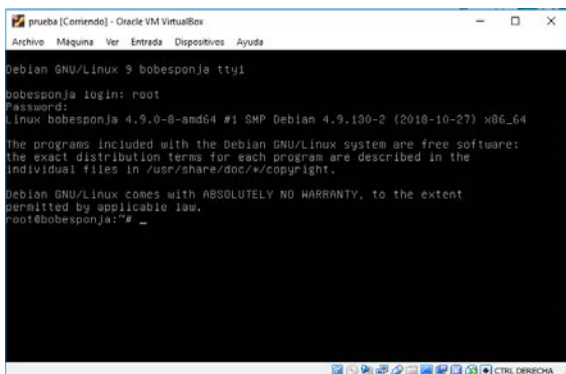 prueba [Corriendo] - Oracle VM VirtualBox
Archivo Máquina Ver Entrada Dispositivos Ayuda
Debian GNU/Linux 9 bobesponja tty1
bobesponja login: root
Password:
Linux bobesponja 4.9.0-8-amd64 #1 SMP Debian 4.9.130-2 (2018-10-27) x86_64
The programs included with the Debian GNU/Linux system are free software;
the exact distribution terms for each program are described in the
individual files in /usr/share/doc/*/copyright.
Debian GNU/Linux comes with ABSOLUTELY NO WARRANTY, to the extent
permitted by applicable law.
root@bobesponja:~# _
CTRL DERECHA